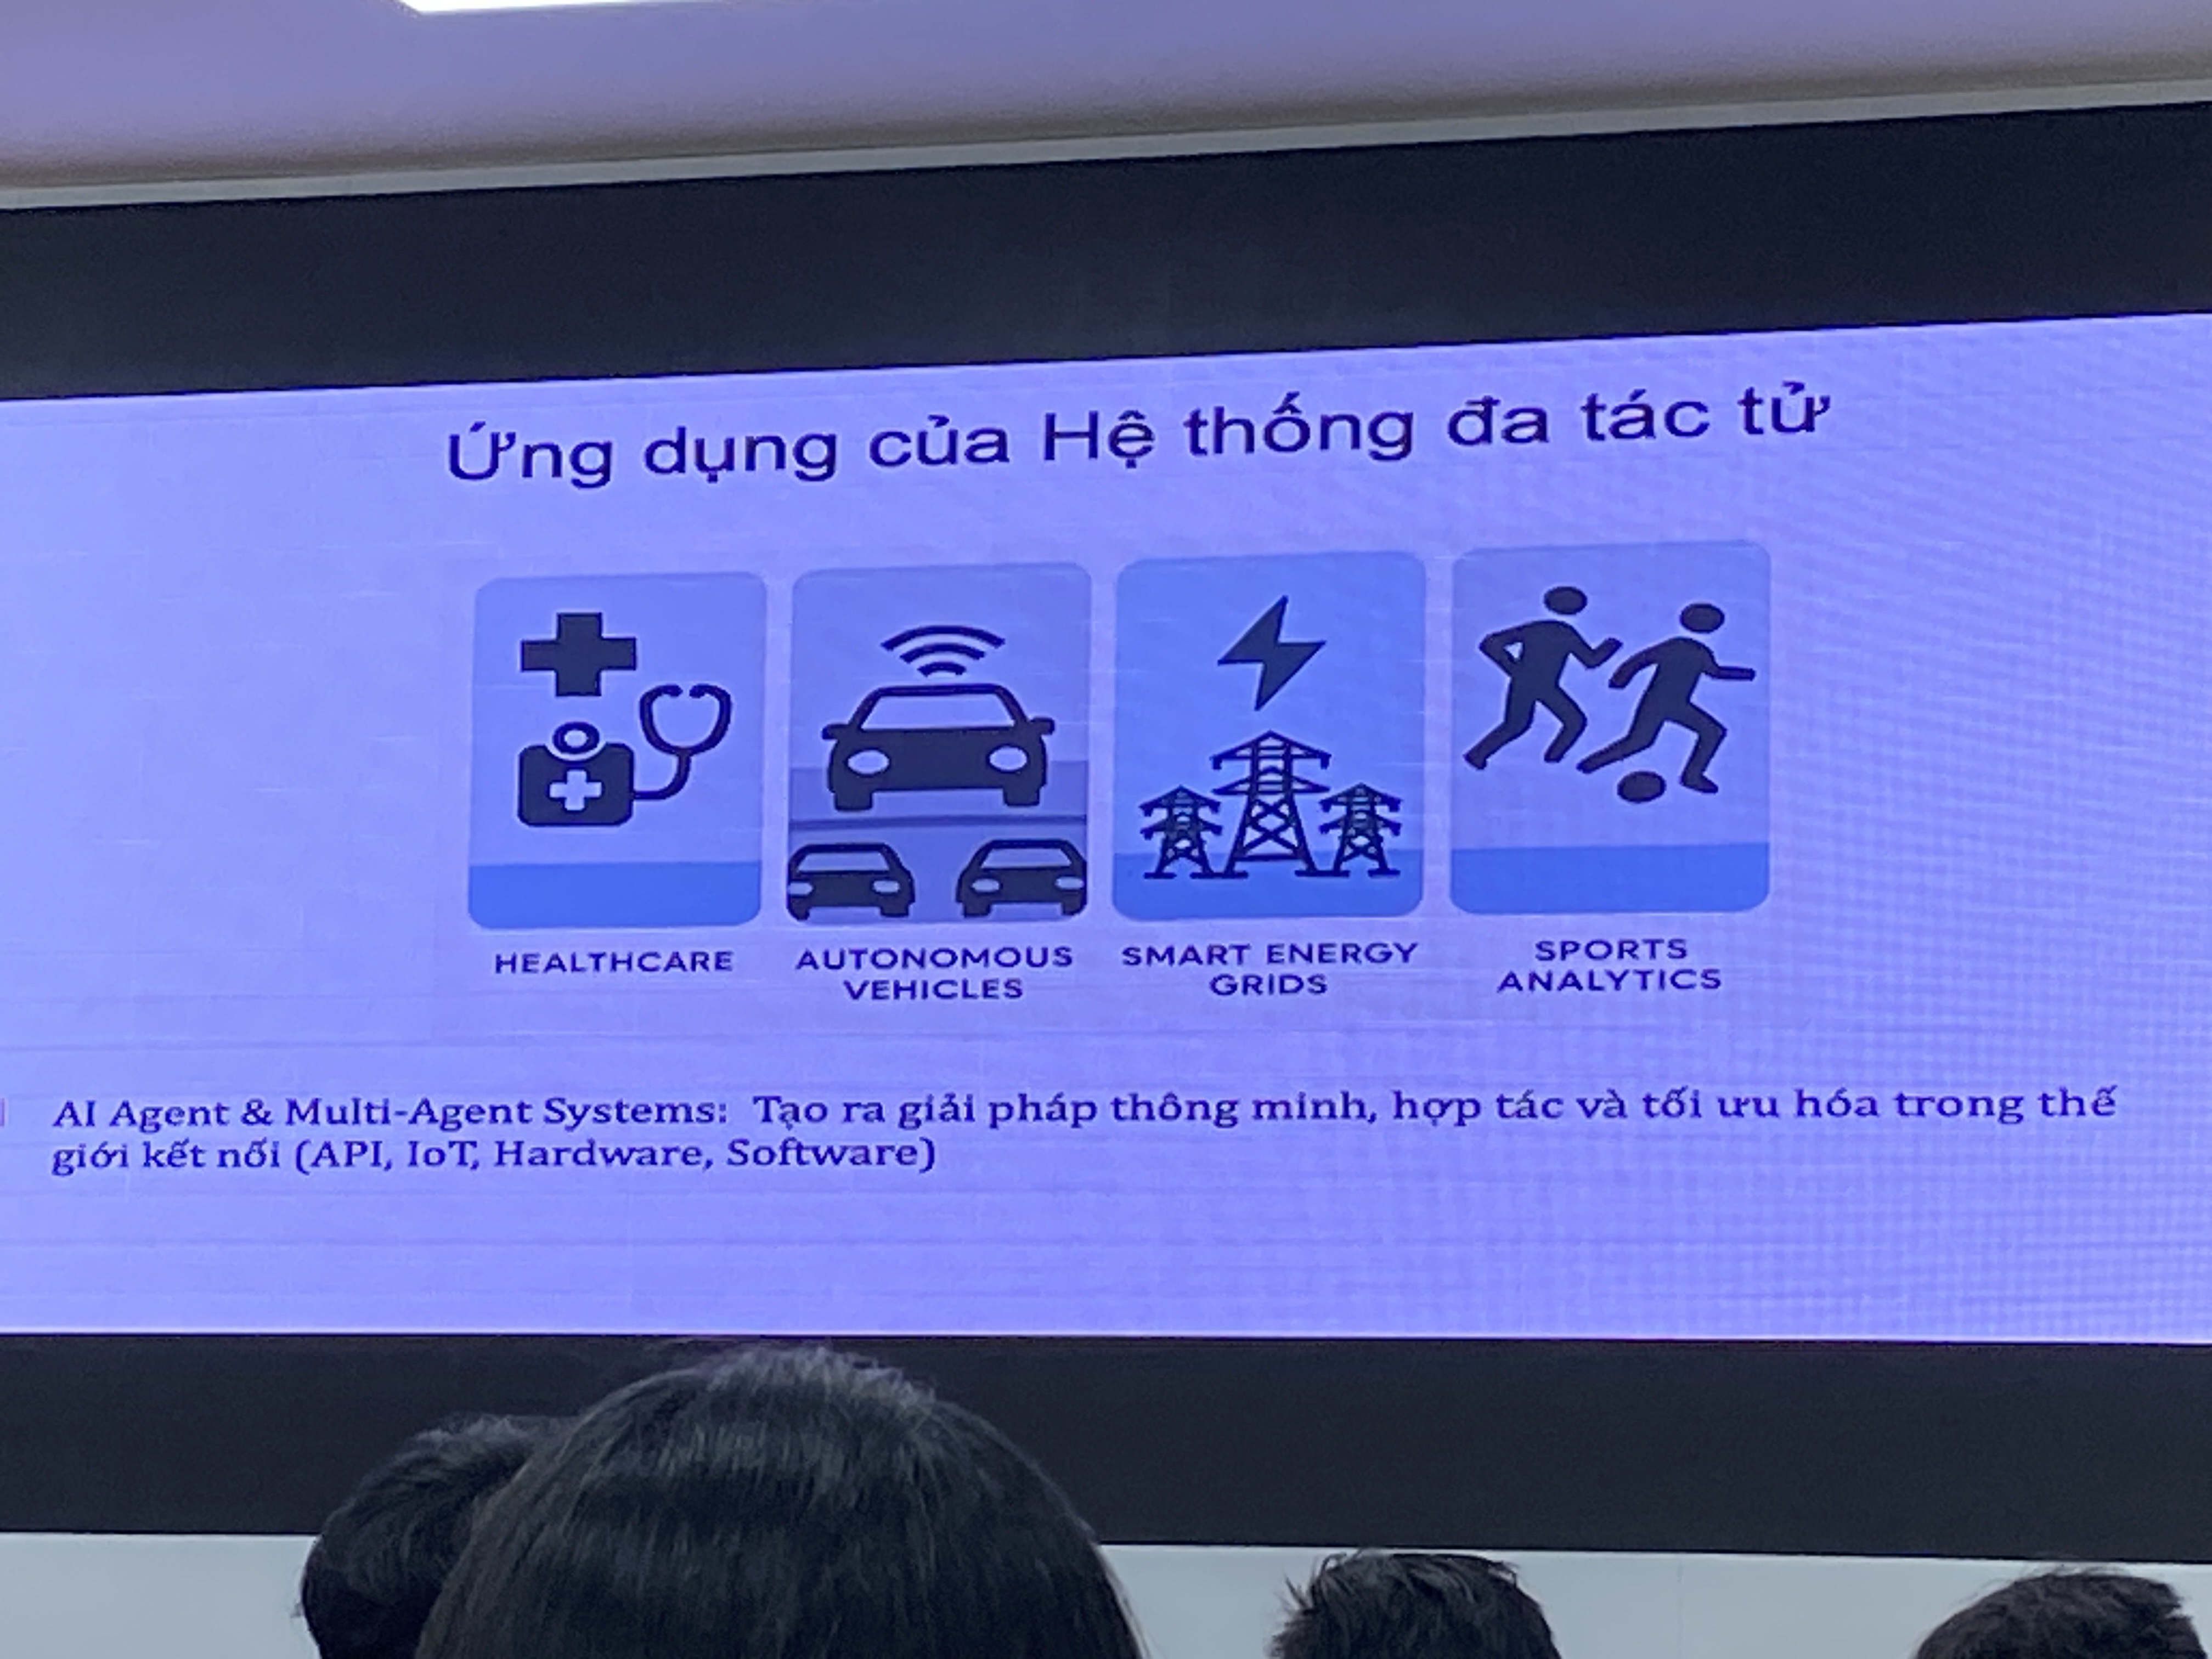 Ứng dụng của Hệ thống đa tác tử
HEALTHCARE
AUTONOMOUS
VEHICLES
SMART ENERGY
GRIDS
SPORTS
ANALYTICS
AI Agent & Multi-Agent Systems: Tạo ra giải pháp thông minh, hợp tác và tối ưu hóa trong thế
giới kết nối (API, IoT, Hardware, Software)